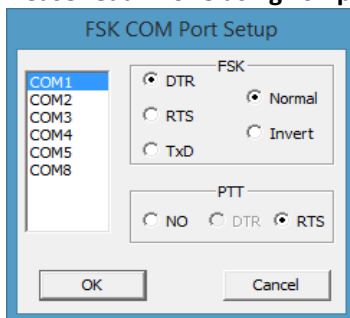 FSK COM Port Setup
COM1
COM2
COM3
COM4
COM5
COM8
FSK
DTR
RTS
TxD
Normal
Invert
PTT
NO DTR RTS
OK Cancel